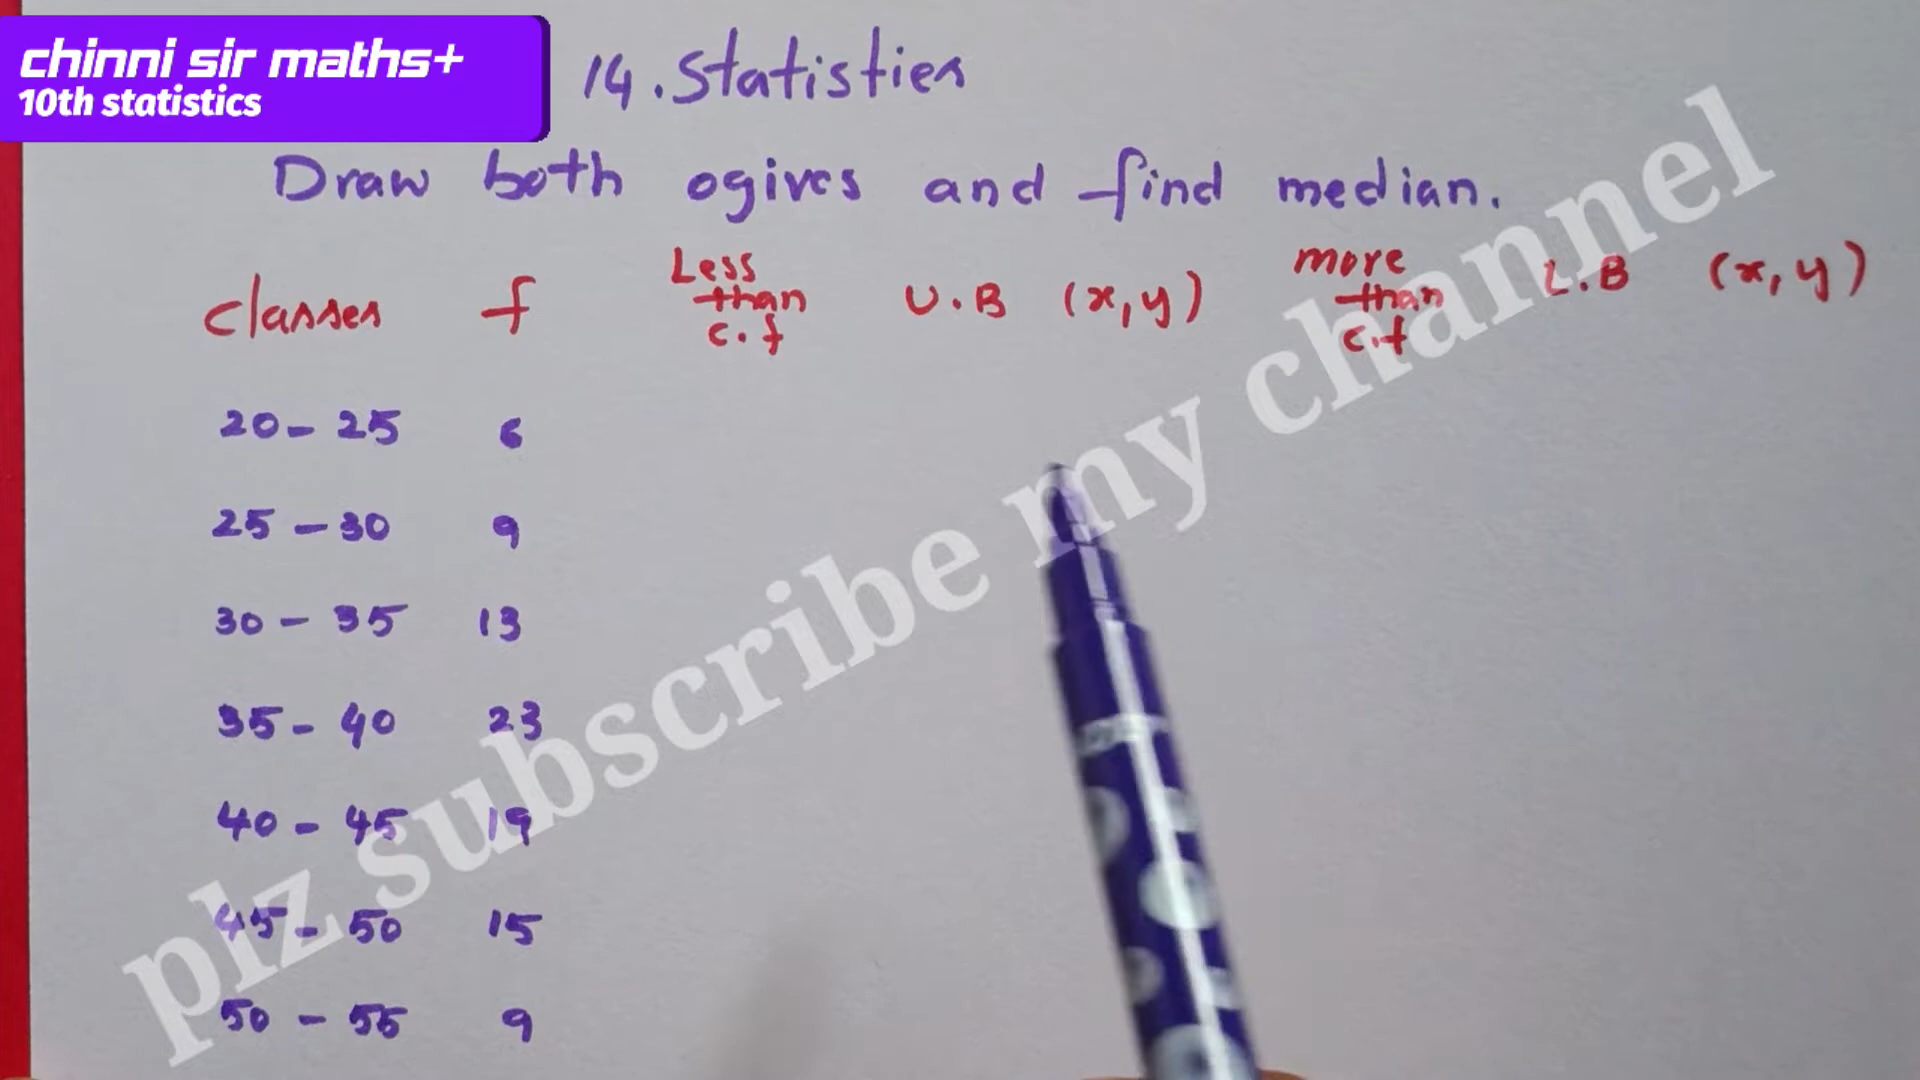 chinni sir maths+
10th statistics
14. Statistics
Draw both ogives and find median.
classes f Less than c.f U.B (x,y) more than c.f L.B (x,y)
20 - 25 6
25 - 30 9
30 - 35 13
35 - 40 23
40 - 45 19
45 - 50 15
50 - 55 9
plz subscribe my channel